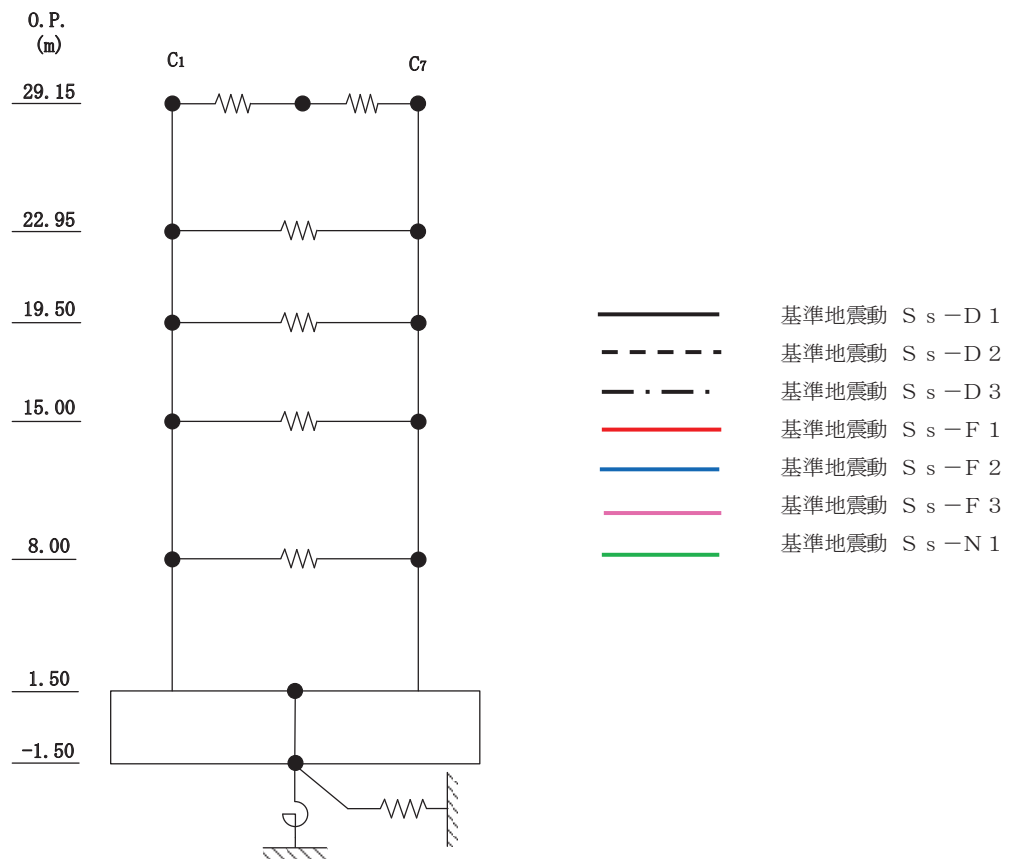 O.P.
(m)
C1
C7
29.15
22.95
19.50
15.00
8.00
1.50
-1.50
基準地震動 Ｓｓ－Ｄ１
基準地震動 Ｓｓ－Ｄ２
基準地震動 Ｓｓ－Ｄ３
基準地震動 Ｓｓ－Ｆ１
基準地震動 Ｓｓ－Ｆ２
基準地震動 Ｓｓ－Ｆ３
基準地震動 Ｓｓ－Ｎ１